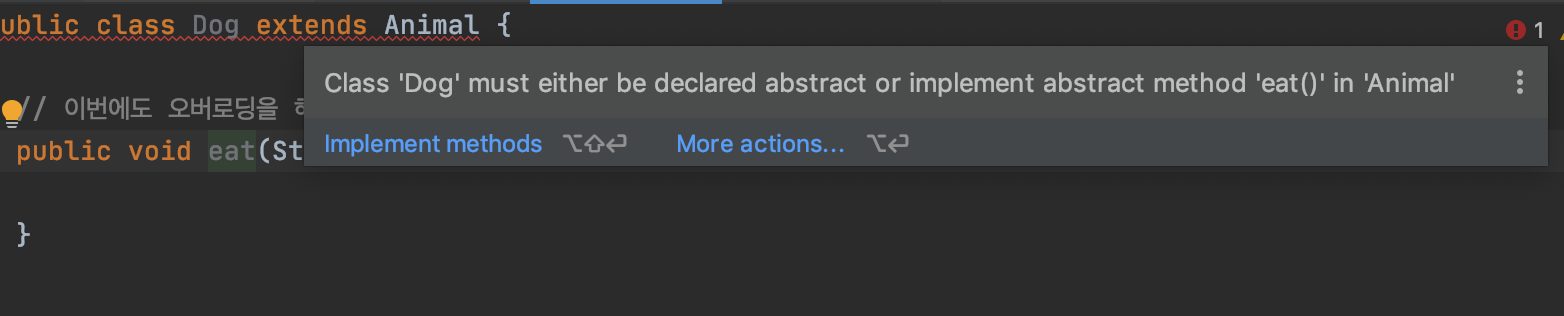 ublic class Dog extends Animal {
1
Class 'Dog' must either be declared abstract or implement abstract method 'eat()' in 'Animal'
// 이번에도 오버로딩을
Implement methods ⌥⇧⏎ More actions... ⌥⏎
public void eat(St
}